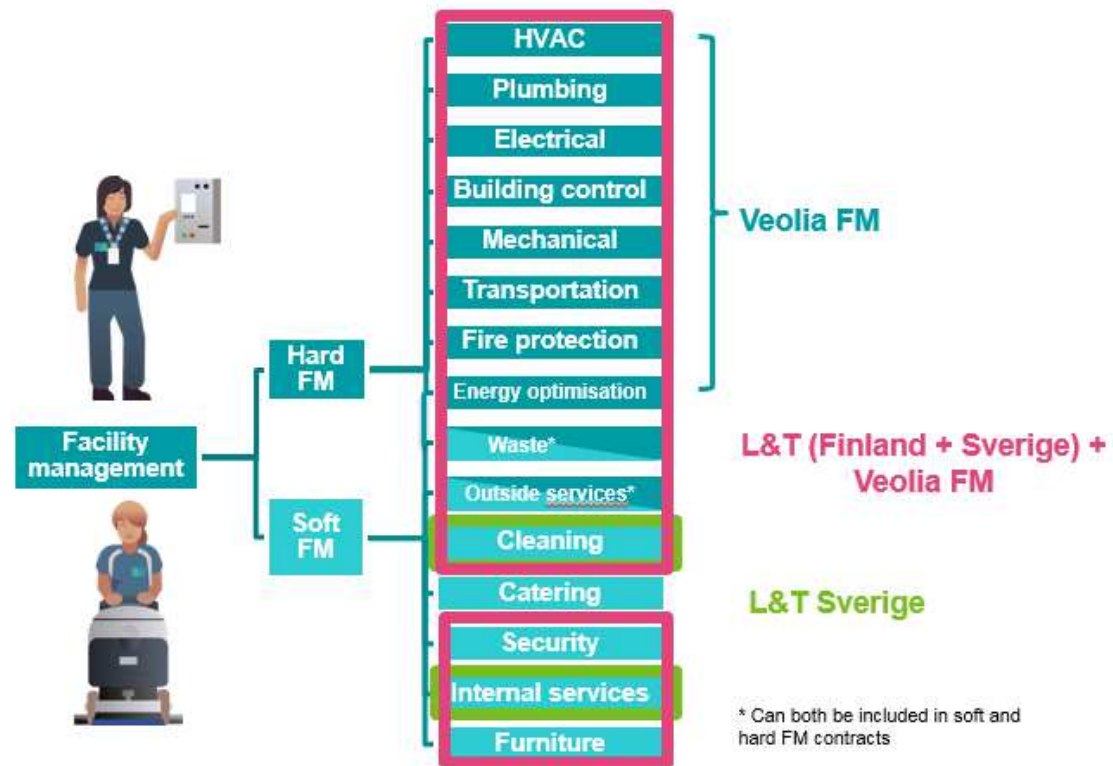 HVAC
Plumbing
Electrical
Building control
Mechanical
Transportation
Fire protection
Energy optimisation
Waste*
Outside services*
Cleaning
Catering
Security
Internal services
Furniture
Hard
FM
Facility
management
Soft
FM
Veolia FM
L&T (Finland + Sverige) +
Veolia FM
L&T Sverige
* Can both be included in soft and
hard FM contracts